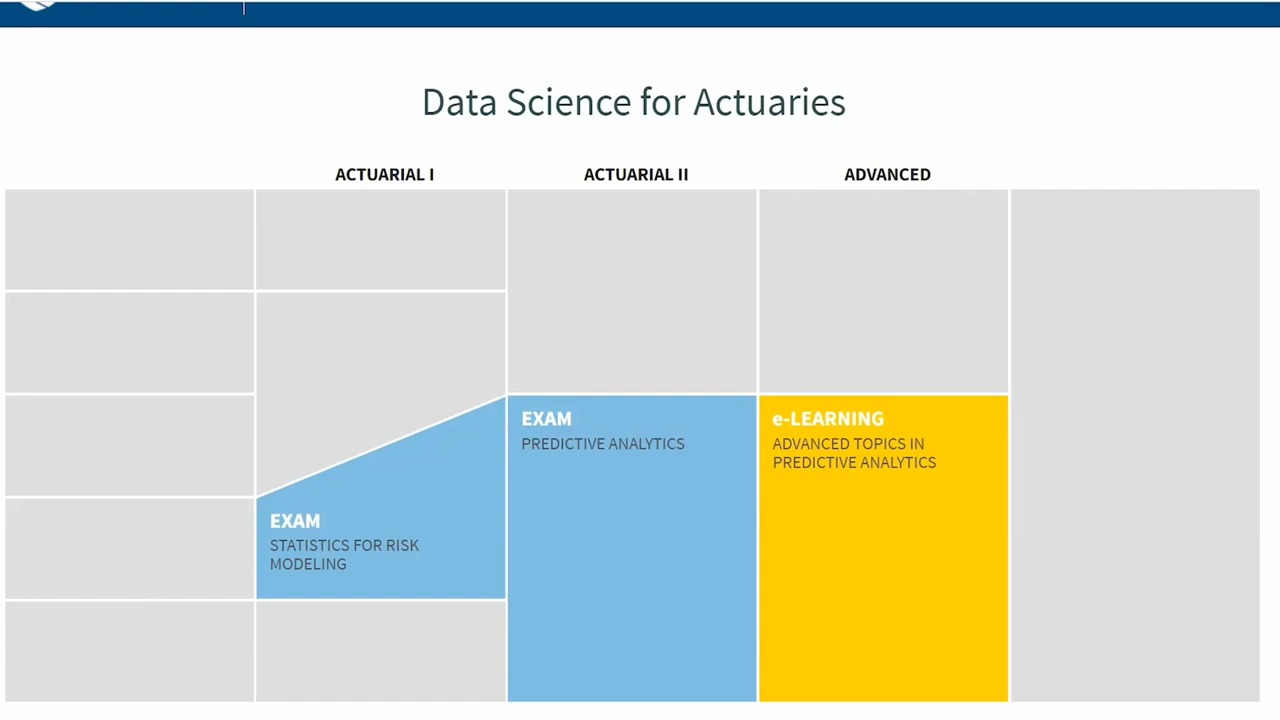 Data Science for Actuaries
ACTUARIAL I
ACTUARIAL II
ADVANCED
EXAM
STATISTICS FOR RISK
MODELING
EXAM
PREDICTIVE ANALYTICS
e-LEARNING
ADVANCED TOPICS IN
PREDICTIVE ANALYTICS